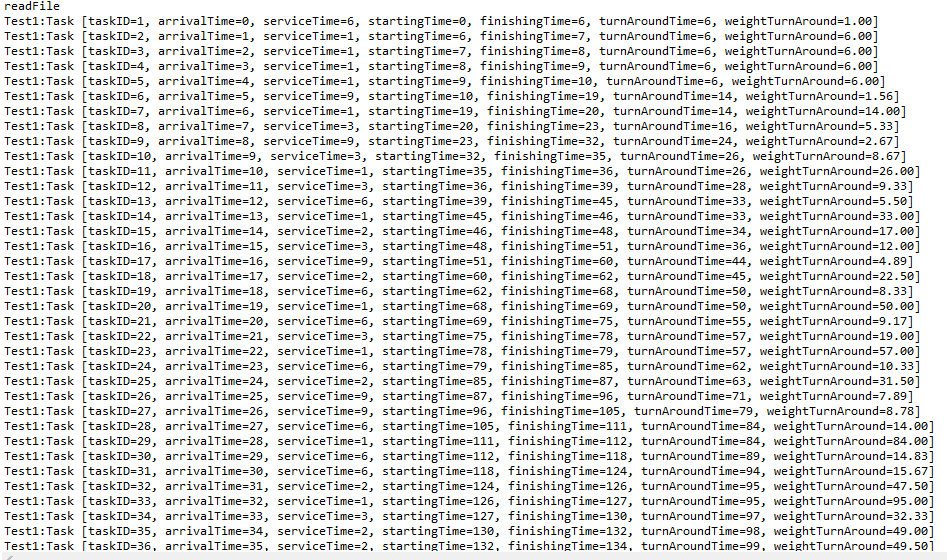 readFile
Test1:Task [taskID=1, arrivalTime=0, serviceTime=6, startingTime=0, finishingTime=6, turnAroundTime=6, weightTurnAround=1.00]
Test1:Task [taskID=2, arrivalTime=1, serviceTime=1, startingTime=6, finishingTime=7, turnAroundTime=6, weightTurnAround=6.00]
Test1:Task [taskID=3, arrivalTime=2, serviceTime=1, startingTime=7, finishingTime=8, turnAroundTime=6, weightTurnAround=6.00]
Test1:Task [taskID=4, arrivalTime=3, serviceTime=1, startingTime=8, finishingTime=9, turnAroundTime=6, weightTurnAround=6.00]
Test1:Task [taskID=5, arrivalTime=4, serviceTime=1, startingTime=9, finishingTime=10, turnAroundTime=6, weightTurnAround=6.00]
Test1:Task [taskID=6, arrivalTime=5, serviceTime=9, startingTime=10, finishingTime=19, turnAroundTime=14, weightTurnAround=1.56]
Test1:Task [taskID=7, arrivalTime=6, serviceTime=1, startingTime=19, finishingTime=20, turnAroundTime=14, weightTurnAround=14.00]
Test1:Task [taskID=8, arrivalTime=7, serviceTime=3, startingTime=20, finishingTime=23, turnAroundTime=16, weightTurnAround=5.33]
Test1:Task [taskID=9, arrivalTime=8, serviceTime=9, startingTime=23, finishingTime=32, turnAroundTime=24, weightTurnAround=2.67]
Test1:Task [taskID=10, arrivalTime=9, serviceTime=3, startingTime=32, finishingTime=35, turnAroundTime=26, weightTurnAround=8.67]
Test1:Task [taskID=11, arrivalTime=10, serviceTime=1, startingTime=35, finishingTime=36, turnAroundTime=26, weightTurnAround=26.00]
Test1:Task [taskID=12, arrivalTime=11, serviceTime=3, startingTime=36, finishingTime=39, turnAroundTime=28, weightTurnAround=9.33]
Test1:Task [taskID=13, arrivalTime=12, serviceTime=6, startingTime=39, finishingTime=45, turnAroundTime=33, weightTurnAround=5.50]
Test1:Task [taskID=14, arrivalTime=13, serviceTime=1, startingTime=45, finishingTime=46, turnAroundTime=33, weightTurnAround=33.00]
Test1:Task [taskID=15, arrivalTime=14, serviceTime=2, startingTime=46, finishingTime=48, turnAroundTime=34, weightTurnAround=17.00]
Test1:Task [taskID=16, arrivalTime=15, serviceTime=3, startingTime=48, finishingTime=51, turnAroundTime=36, weightTurnAround=12.00]
Test1:Task [taskID=17, arrivalTime=16, serviceTime=9, startingTime=51, finishingTime=60, turnAroundTime=44, weightTurnAround=4.89]
Test1:Task [taskID=18, arrivalTime=17, serviceTime=2, startingTime=60, finishingTime=62, turnAroundTime=45, weightTurnAround=22.50]
Test1:Task [taskID=19, arrivalTime=18, serviceTime=6, startingTime=62, finishingTime=68, turnAroundTime=50, weightTurnAround=8.33]
Test1:Task [taskID=20, arrivalTime=19, serviceTime=1, startingTime=68, finishingTime=69, turnAroundTime=50, weightTurnAround=50.00]
Test1:Task [taskID=21, arrivalTime=20, serviceTime=6, startingTime=69, finishingTime=75, turnAroundTime=55, weightTurnAround=9.17]
Test1:Task [taskID=22, arrivalTime=21, serviceTime=3, startingTime=75, finishingTime=78, turnAroundTime=57, weightTurnAround=19.00]
Test1:Task [taskID=23, arrivalTime=22, serviceTime=1, startingTime=78, finishingTime=79, turnAroundTime=57, weightTurnAround=57.00]
Test1:Task [taskID=24, arrivalTime=23, serviceTime=6, startingTime=79, finishingTime=85, turnAroundTime=62, weightTurnAround=10.33]
Test1:Task [taskID=25, arrivalTime=24, serviceTime=2, startingTime=85, finishingTime=87, turnAroundTime=63, weightTurnAround=31.50]
Test1:Task [taskID=26, arrivalTime=25, serviceTime=9, startingTime=87, finishingTime=96, turnAroundTime=71, weightTurnAround=7.89]
Test1:Task [taskID=27, arrivalTime=26, serviceTime=9, startingTime=96, finishingTime=105, turnAroundTime=79, weightTurnAround=8.78]
Test1:Task [taskID=28, arrivalTime=27, serviceTime=6, startingTime=105, finishingTime=111, turnAroundTime=84, weightTurnAround=14.00]
Test1:Task [taskID=29, arrivalTime=28, serviceTime=1, startingTime=111, finishingTime=112, turnAroundTime=84, weightTurnAround=84.00]
Test1:Task [taskID=30, arrivalTime=29, serviceTime=6, startingTime=112, finishingTime=118, turnAroundTime=89, weightTurnAround=14.83]
Test1:Task [taskID=31, arrivalTime=30, serviceTime=6, startingTime=118, finishingTime=124, turnAroundTime=94, weightTurnAround=15.67]
Test1:Task [taskID=32, arrivalTime=31, serviceTime=2, startingTime=124, finishingTime=126, turnAroundTime=95, weightTurnAround=47.50]
Test1:Task [taskID=33, arrivalTime=32, serviceTime=1, startingTime=126, finishingTime=127, turnAroundTime=95, weightTurnAround=95.00]
Test1:Task [taskID=34, arrivalTime=33, serviceTime=3, startingTime=127, finishingTime=130, turnAroundTime=97, weightTurnAround=32.33]
Test1:Task [taskID=35, arrivalTime=34, serviceTime=2, startingTime=130, finishingTime=132, turnAroundTime=98, weightTurnAround=49.00]
Test1:Task [taskID=36, arrivalTime=35, serviceTime=2, startingTime=132, finishingTime=134, turnAroundTime=99, weightTurnAround=49.50]